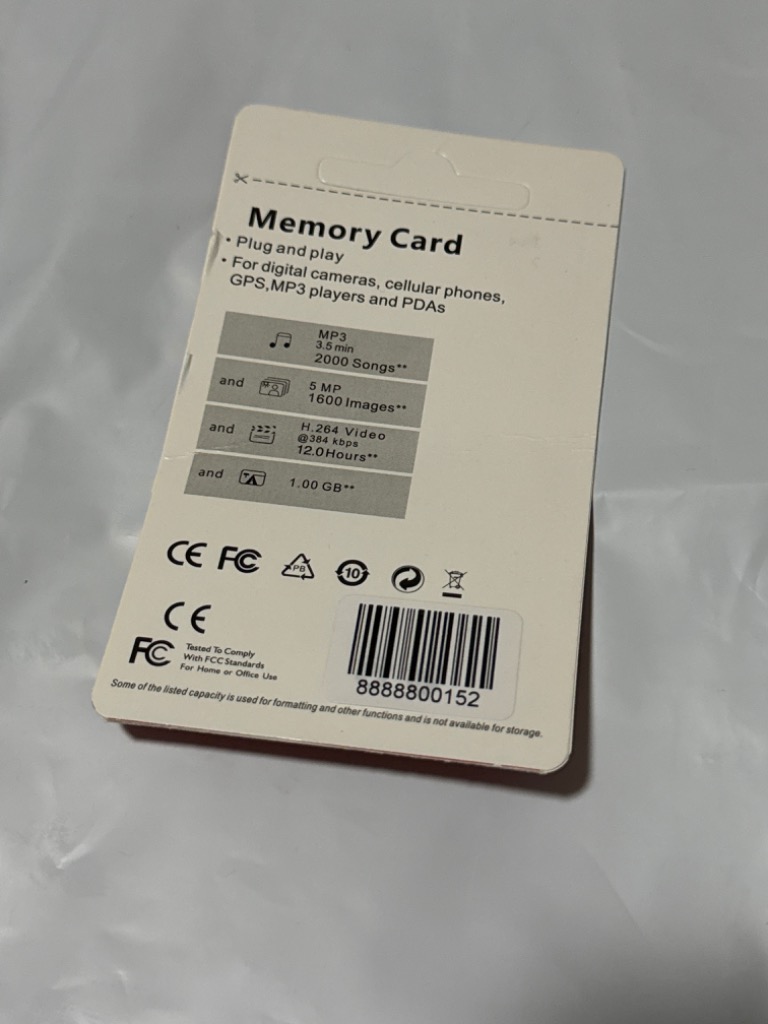 Memory Card
• Plug and play
• For digital cameras, cellular phones,
GPS,MP3 players and PDAs
MP3
3.5 min
2000 Songs**
and
5 MP
1600 Images**
and
H.264 Video
@384 kbps
12.0Hours**
and
1.00 GB**
CE FC PB 10
CE
FC
Tested To Comply
With FCC Standards
For Home or Office Use
8888800152
Some of the listed capacity is used for formatting and other functions and is not available for storage.